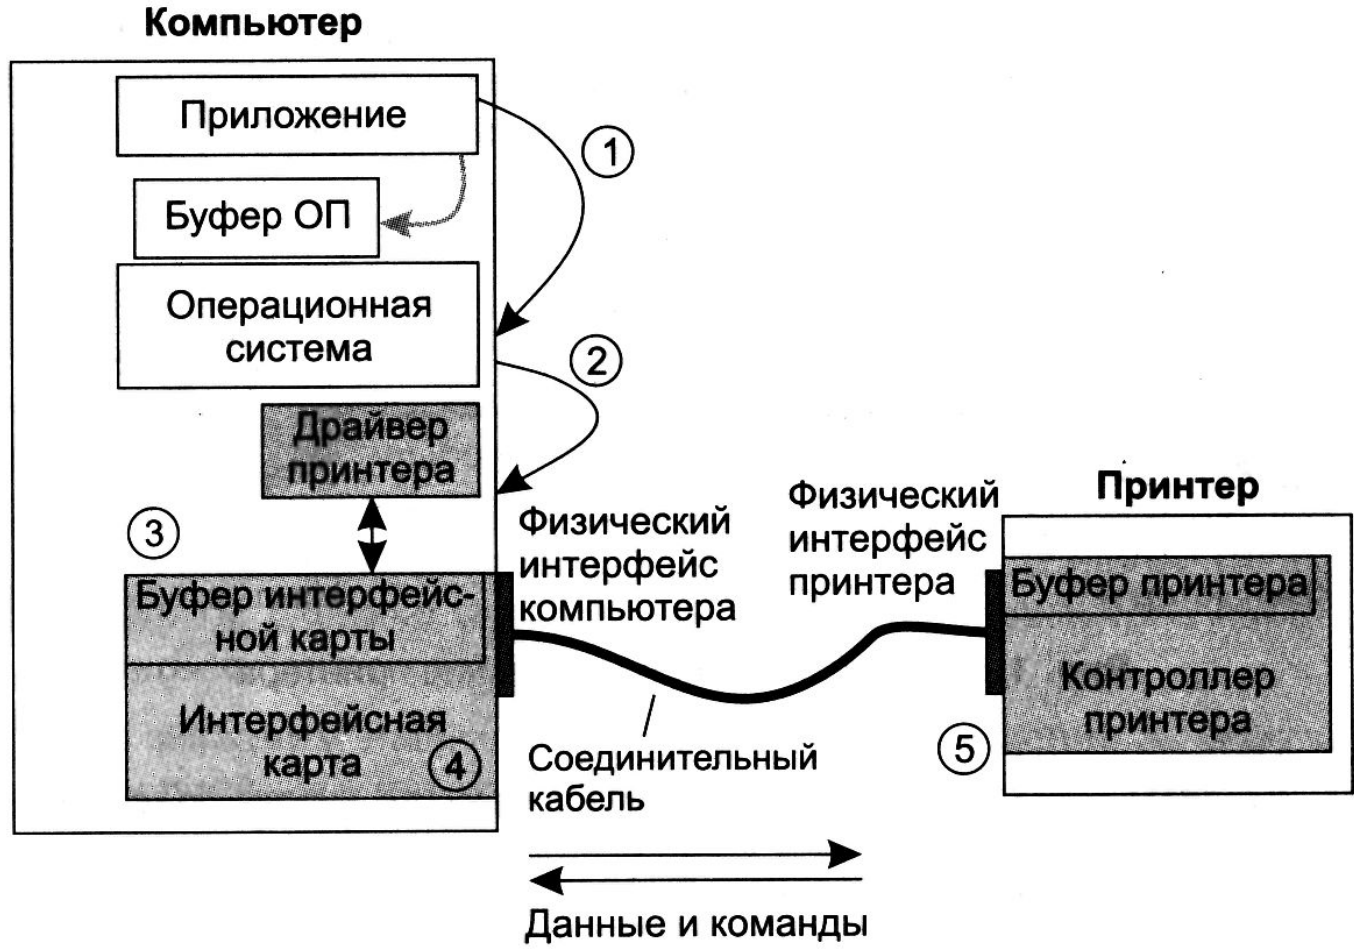 Компьютер
Приложение
1
Буфер ОП
Операционная
система
2
Драйвер
принтера
3
Физический
интерфейс
компьютера
Физический
интерфейс
принтера
Принтер
Буфер интерфейс-
ной карты
Буфер принтера
Интерфейсная
карта
4
Контроллер
принтера
5
Соединительный
кабель
Данные и команды